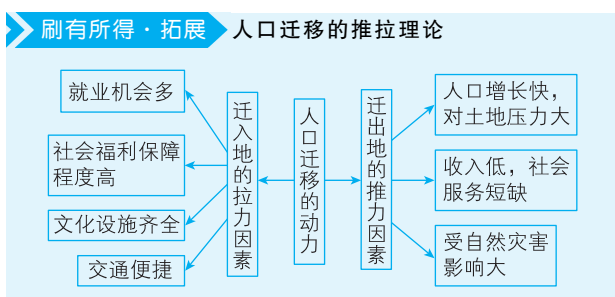 刷有所得·拓展 人口迁移的推拉理论
就业机会多
社会福利保障
程度高
文化设施齐全
交通便捷
迁入地的拉力因素
人口迁移的动力
迁出地的推力因素
人口增长快，
对土地压力大
收入低，社会
服务短缺
受自然灾害
影响大